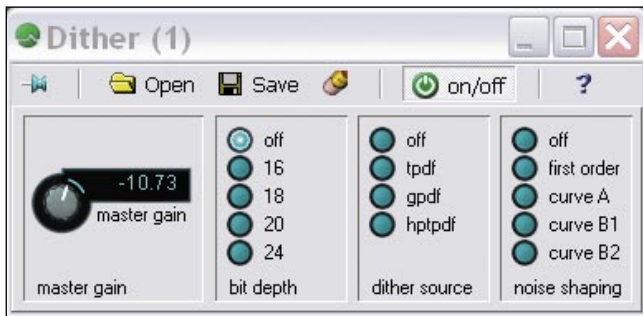 Dither (1)
Open Save on/off ?
-10.73
master gain
master gain
off
16
18
20
24
bit depth
off
tpdf
gpdf
hptpdf
dither source
off
first order
curve A
curve B1
curve B2
noise shaping